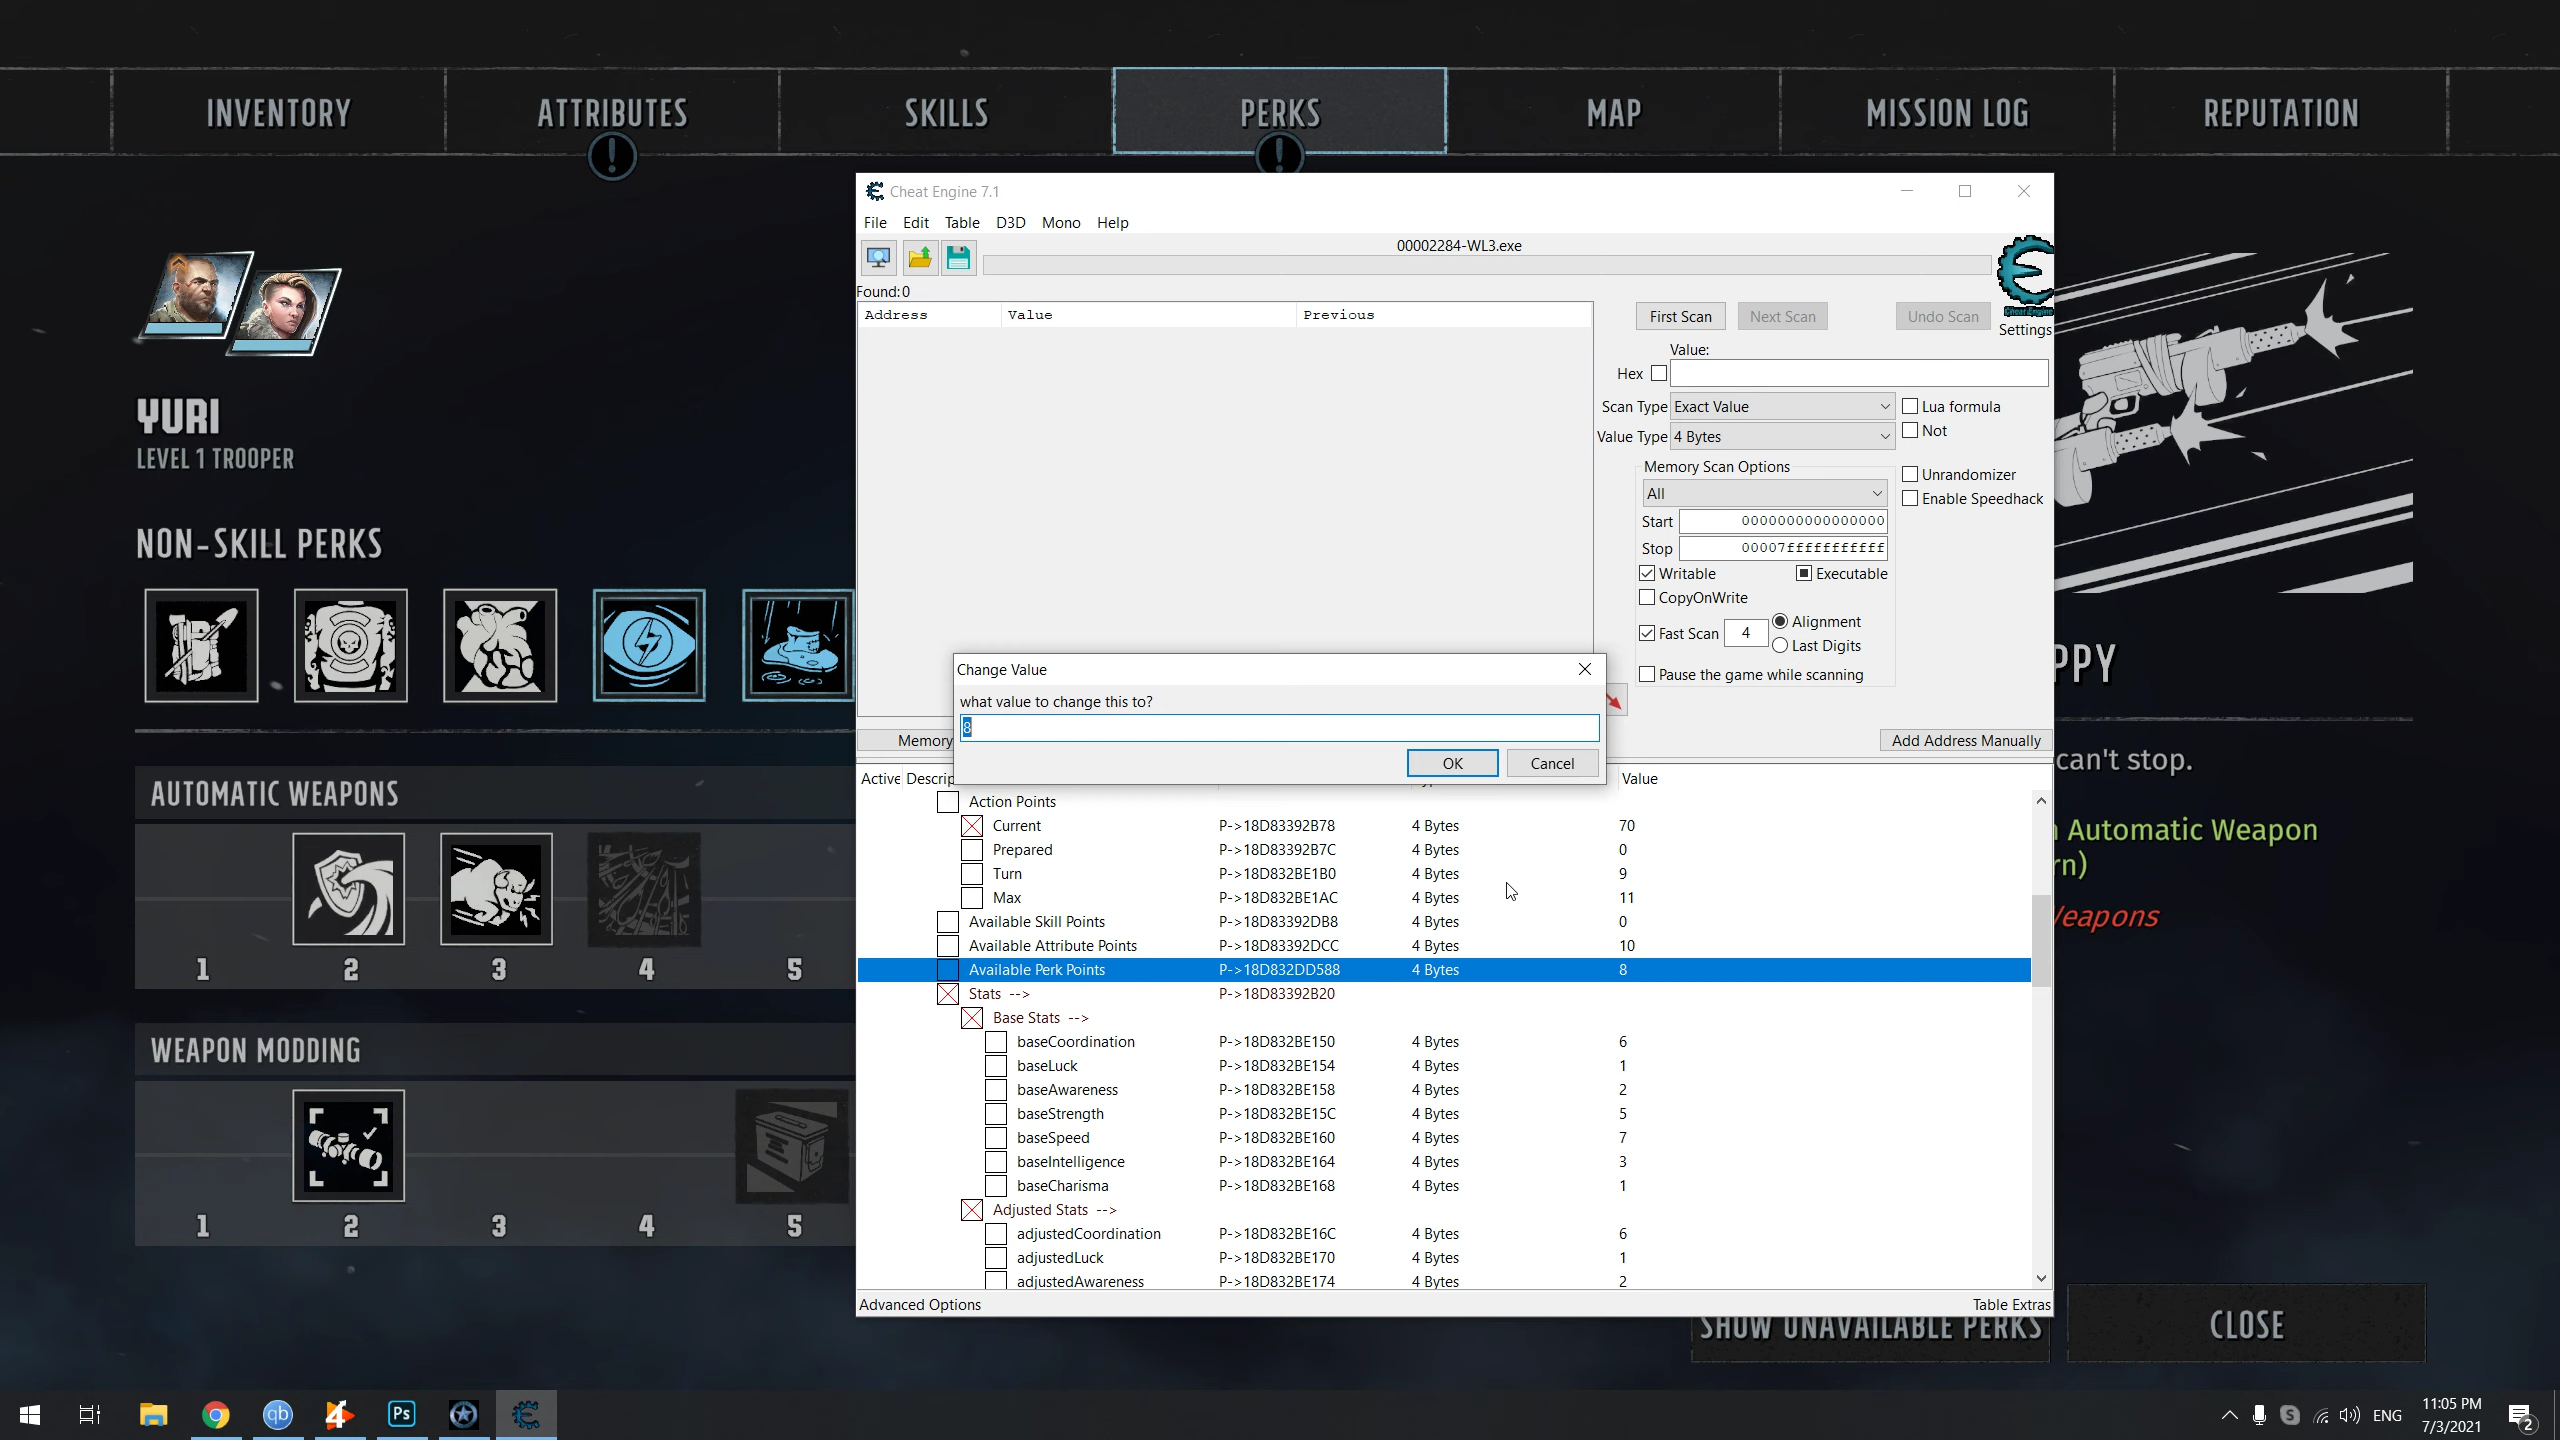 INVENTORY
ATTRIBUTES
SKILLS
PERKS
MAP
MISSION LOG
REPUTATION
YURI
LEVEL 1 TROOPER
NON-SKILL PERKS
AUTOMATIC WEAPONS
1 2 3 4 5
WEAPON MODDING
1 2 3 4 5
Cheat Engine 7.1
File Edit Table D3D Mono Help
00002284-WL3.exe
Found:0
Address Value Previous
First Scan Next Scan Undo Scan
Cheat Engine
Settings
Value:
Hex
Scan Type Exact Value
Lua formula
Value Type 4 Bytes
Not
Memory Scan Options
All
Unrandomizer
Enable Speedhack
Start 0000000000000000
Stop 00007fffffffffff
Writable Executable
CopyOnWrite
Fast Scan 4
Alignment
Last Digits
Pause the game while scanning
Memory
Add Address Manually
Change Value
what value to change this to?
8
OK Cancel
Active Descrip Value
Action Points
Current P->18D83392B78 4 Bytes 70
Prepared P->18D83392B7C 4 Bytes 0
Turn P->18D832BE1B0 4 Bytes 9
Max P->18D832BE1AC 4 Bytes 11
Available Skill Points P->18D83392DB8 4 Bytes 0
Available Attribute Points P->18D83392DCC 4 Bytes 10
Available Perk Points P->18D832DD588 4 Bytes 8
Stats --> P->18D83392B20
Base Stats -->
baseCoordination P->18D832BE150 4 Bytes 6
baseLuck P->18D832BE154 4 Bytes 1
baseAwareness P->18D832BE158 4 Bytes 2
baseStrength P->18D832BE15C 4 Bytes 5
baseSpeed P->18D832BE160 4 Bytes 7
baseIntelligence P->18D832BE164 4 Bytes 3
baseCharisma P->18D832BE168 4 Bytes 1
Adjusted Stats -->
adjustedCoordination P->18D832BE16C 4 Bytes 6
adjustedLuck P->18D832BE170 4 Bytes 1
adjustedAwareness P->18D832BE174 4 Bytes 2
Advanced Options
Table Extras
PPY
can't stop.
Automatic Weapon
rn)
eapons
SHOW UNAVAILABLE PERKS
CLOSE
qb
4
Ps
ENG
11:05 PM
7/3/2021
2